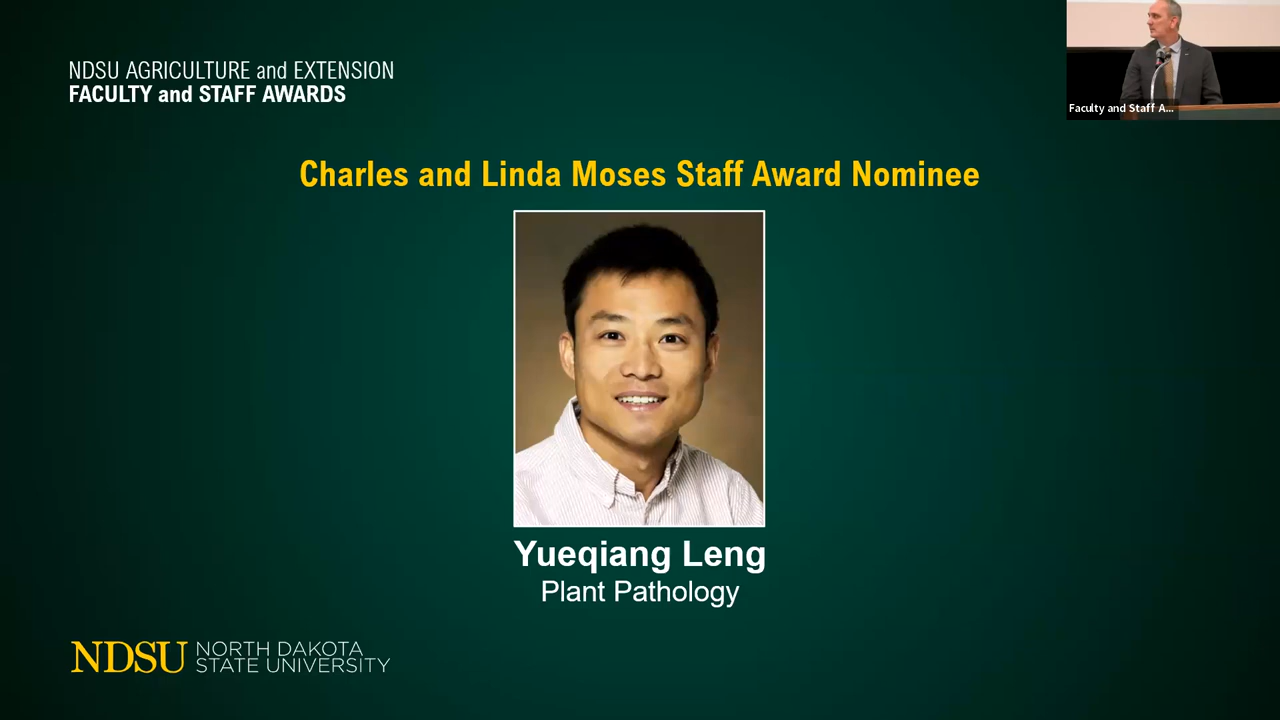 NDSU AGRICULTURE and EXTENSION
FACULTY and STAFF AWARDS
Faculty and Staff A...
Charles and Linda Moses Staff Award Nominee
Yueqiang Leng
Plant Pathology
NDSU NORTH DAKOTA
STATE UNIVERSITY